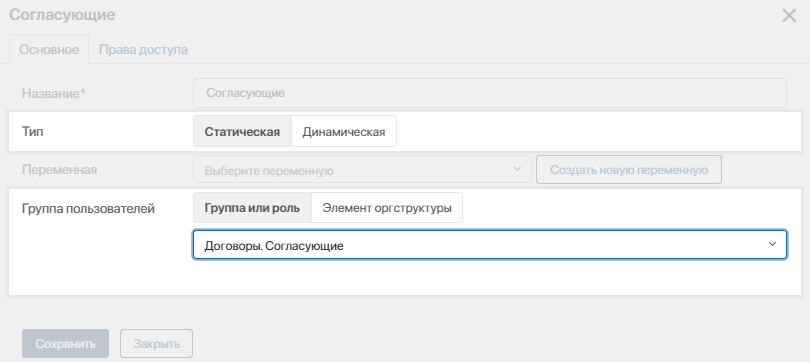 Согласующие
Основное Права доступа
Название* Согласующие
Тип Статическая Динамическая
Переменная Выберите переменную Создать новую переменную
Группа пользователей Группа или роль Элемент оргструктуры
Договоры. Согласующие
Сохранить Закрыть